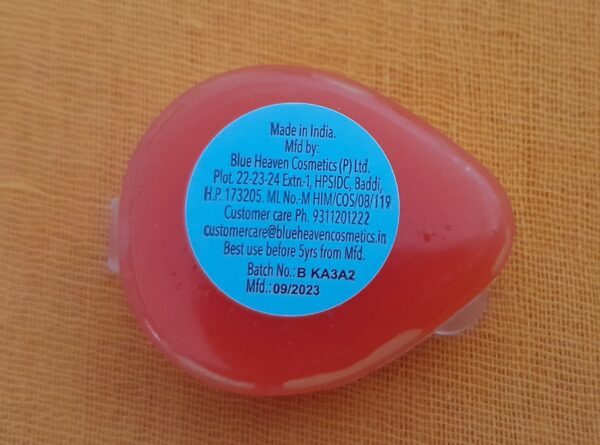 Made in India.
Mfd by:
Blue Heaven Cosmetics (P) Ltd.
Plot. 22-23-24 Extn.-1, HPSIDC, Baddi,
H.P. 173205. ML No.-M HIM/COS/08/119
Customer care Ph. 9311201222
customercare@blueheavencosmetics.in
Best use before 5yrs from Mfd.
Batch No.: B KA3A2
Mfd.: 09/2023